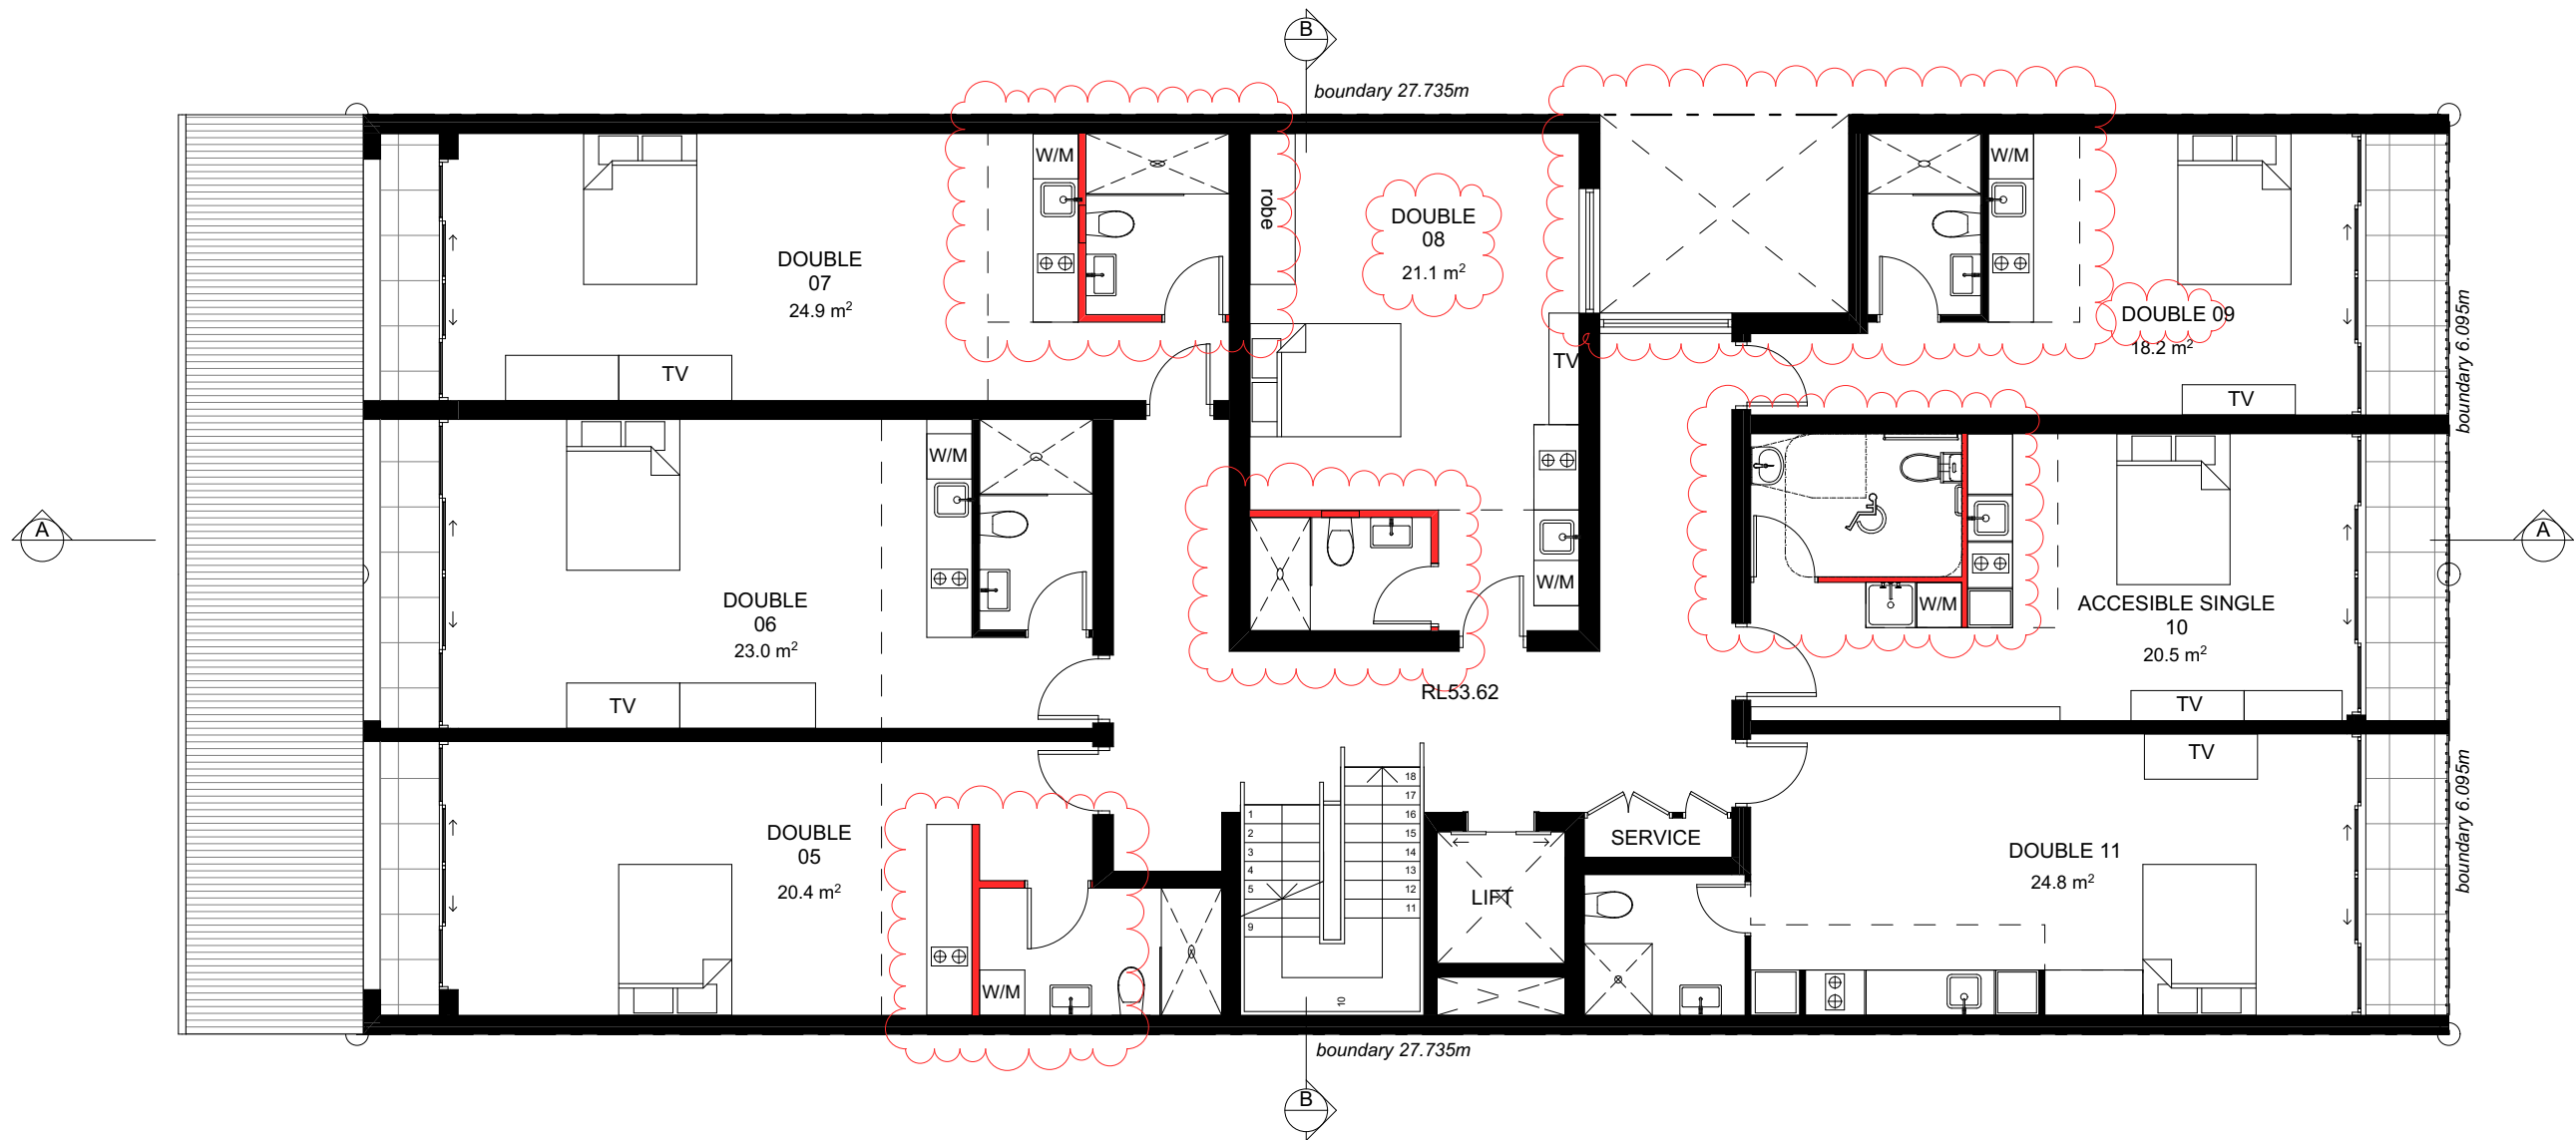 B
boundary 27.735m
W/M
robe
DOUBLE
08
21.1 m²
W/M
DOUBLE
07
24.9 m²
TV
DOUBLE 09
18.2 m²
TV
TV
boundary 6.095m
W/M
W/M
DOUBLE
06
23.0 m²
TV
A
W/M
ACCESIBLE SINGLE
10
20.5 m²
TV
A
RL53.62
DOUBLE
05
20.4 m²
W/M
1
2
3
4
5
9
10
18
17
16
15
14
13
12
11
LIFT
SERVICE
TV
DOUBLE 11
24.8 m²
boundary 6.095m
boundary 27.735m
B